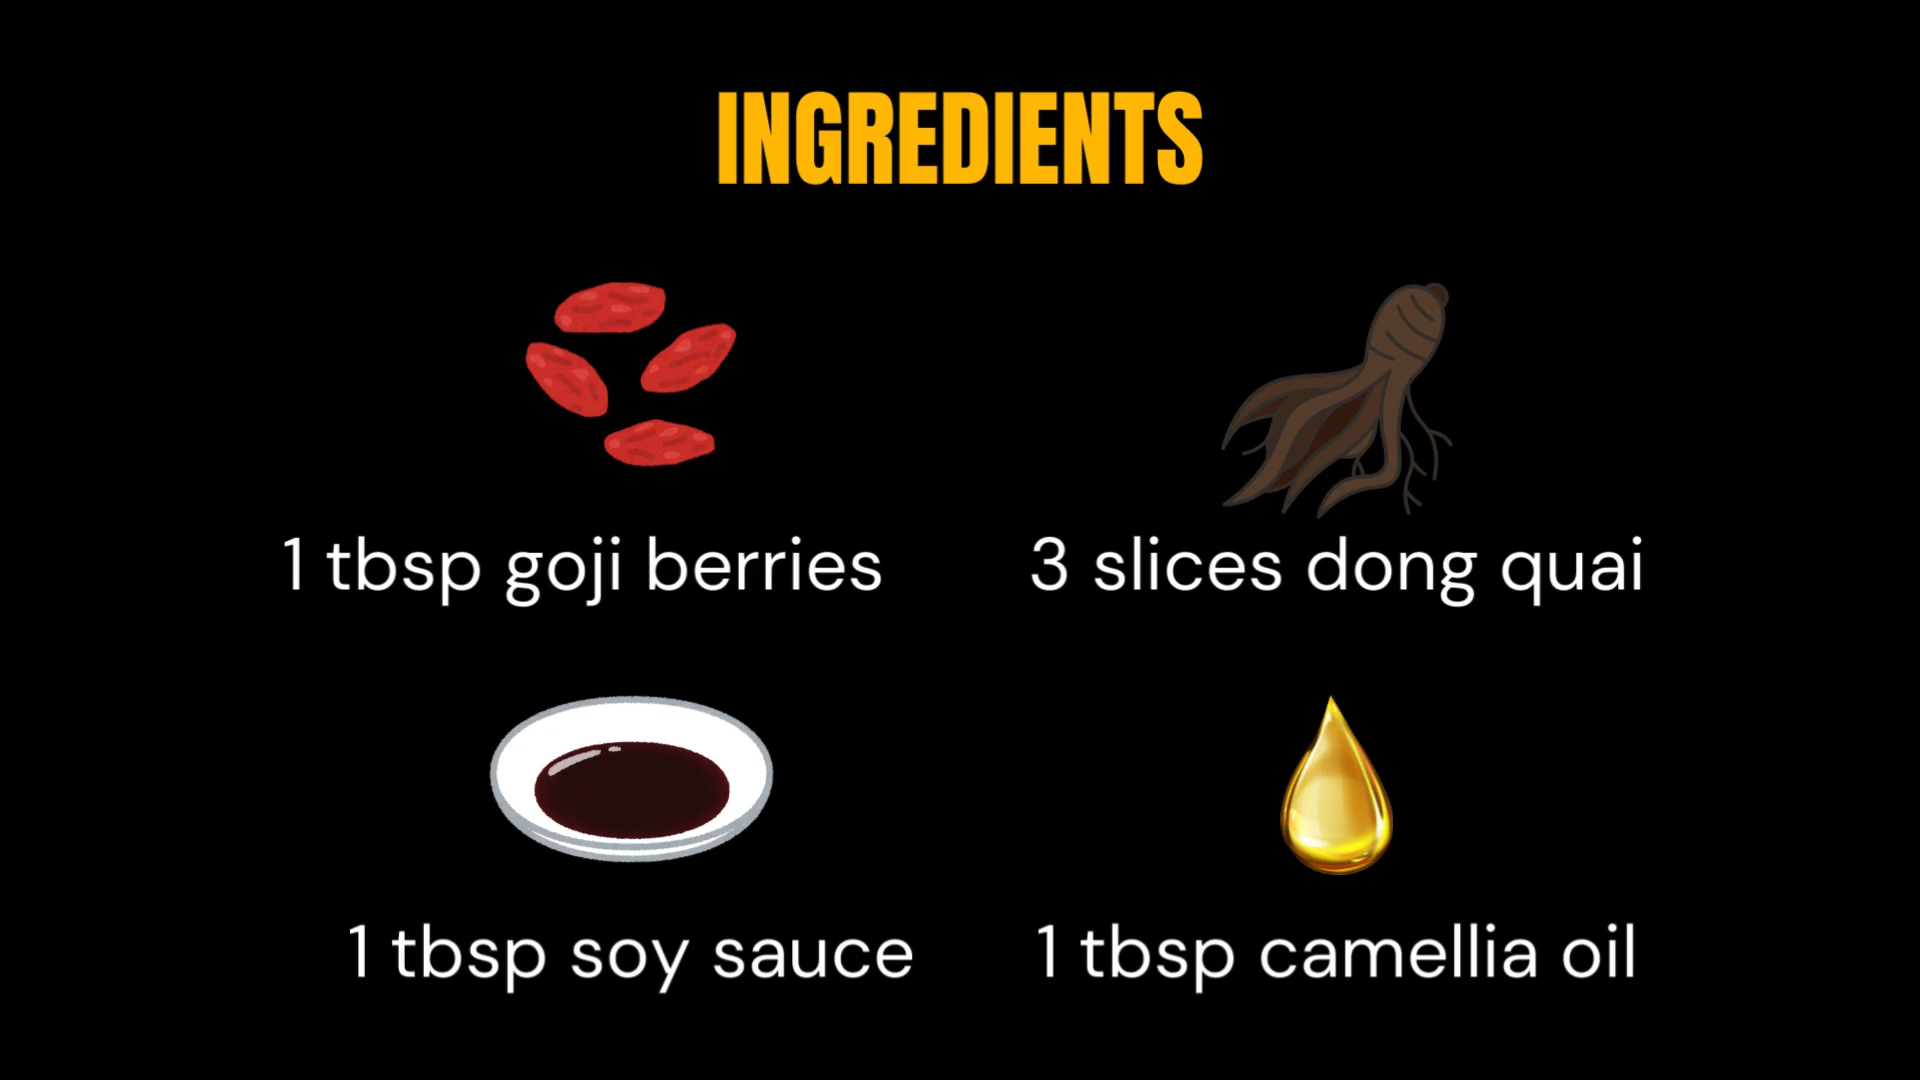 INGREDIENTS
1 tbsp goji berries
3 slices dong quai
1 tbsp soy sauce
1 tbsp camellia oil